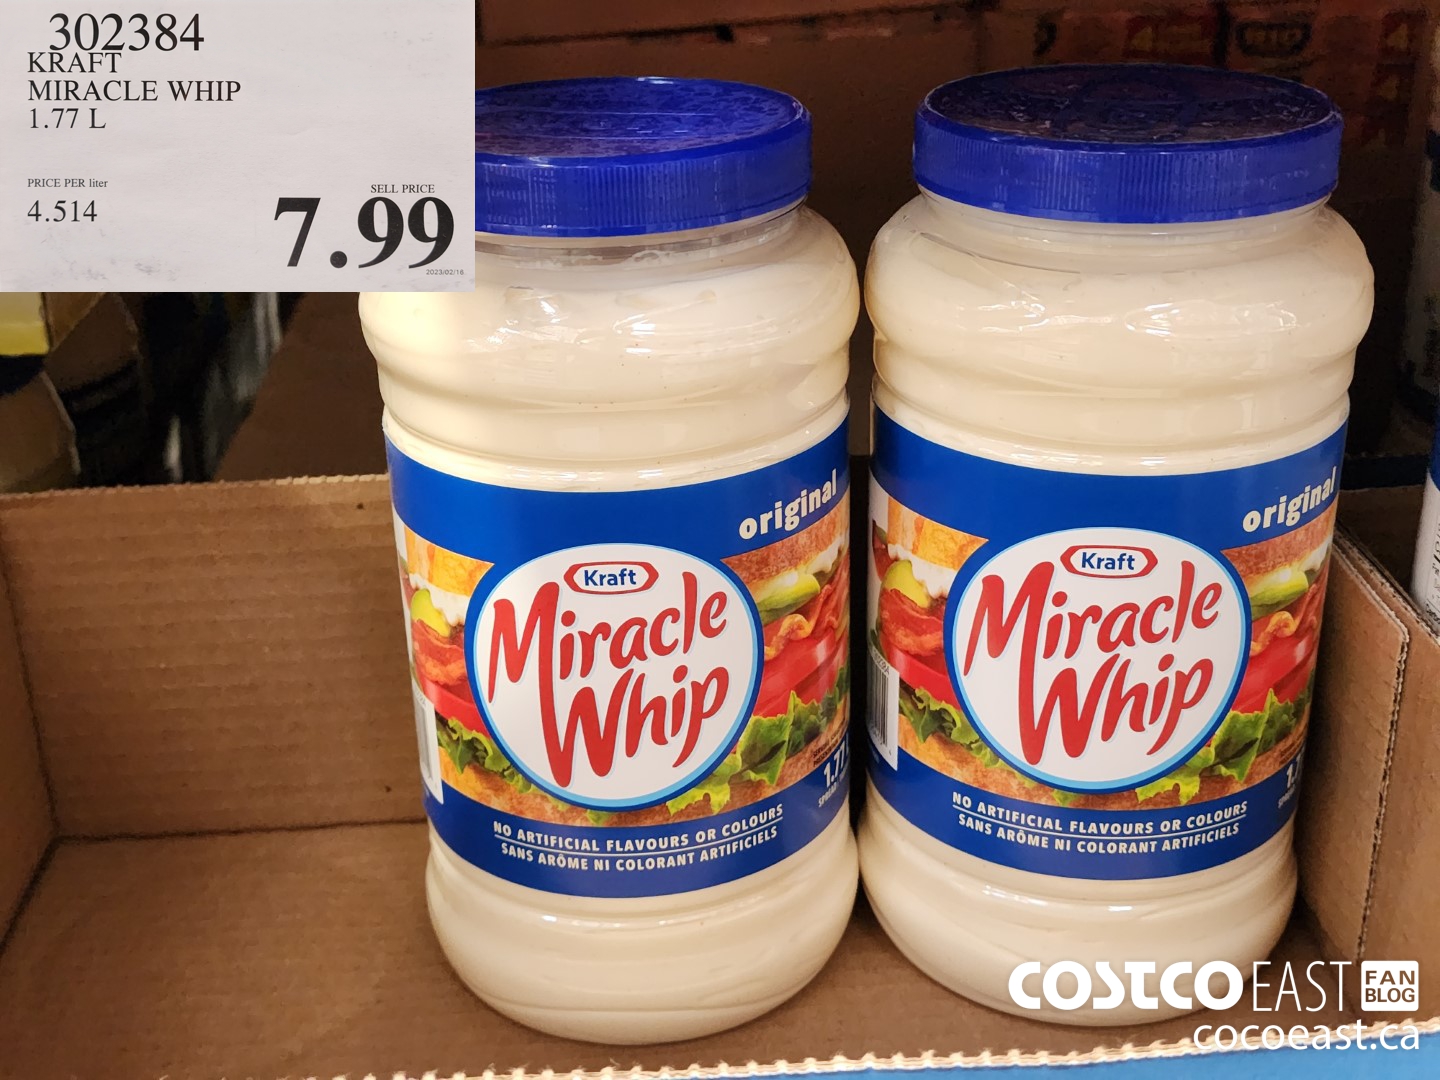 302384
KRAFT
MIRACLE WHIP
1.77 L
PRICE PER liter
4.514
SELL PRICE
7.99
2023/02/16
original
Kraft
Miracle
Whip
NO ARTIFICIAL FLAVOURS OR COLOURS
SANS ARÔME NI COLORANT ARTIFICIELS
original
Kraft
Miracle
Whip
NO ARTIFICIAL FLAVOURS OR COLOURS
SANS ARÔME NI COLORANT ARTIFICIELS
COSTCO EAST FAN BLOG
cocoeast.ca